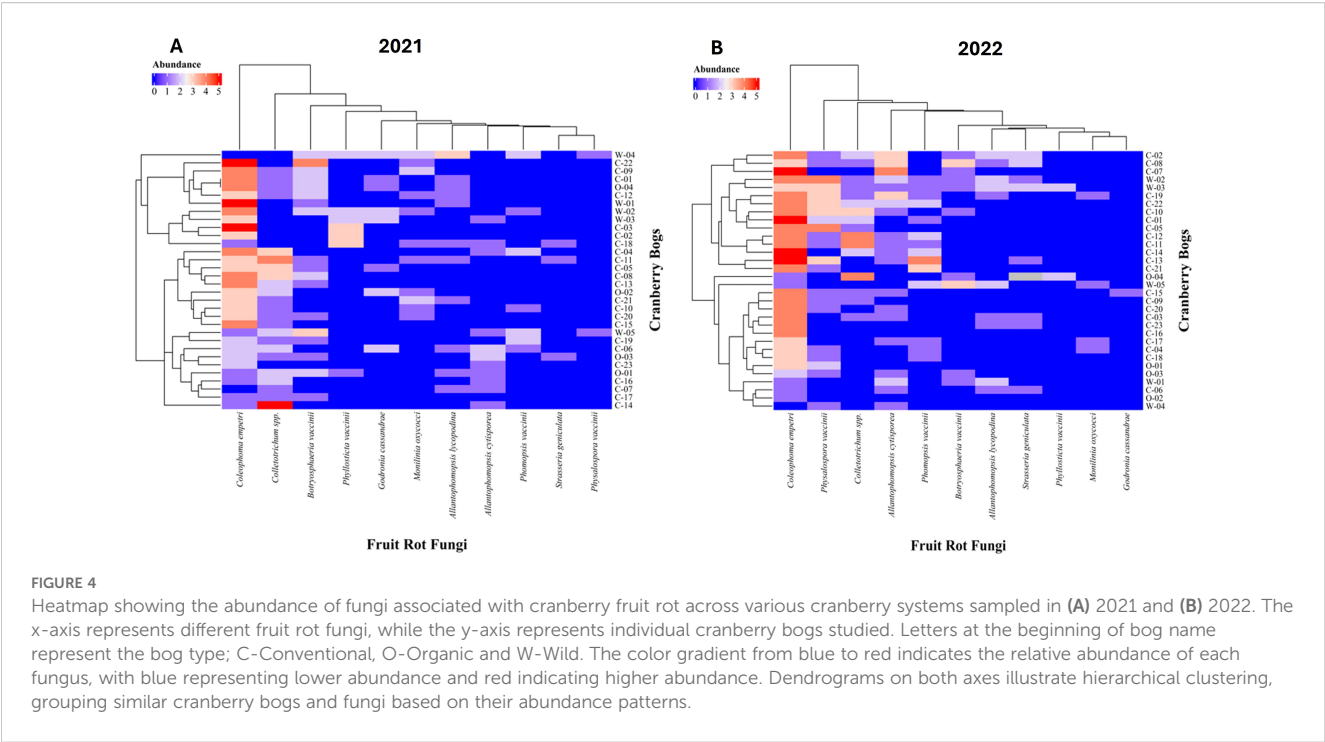 A
2021
Abundance
0 1 2 3 4 5
W-04
C-22
C-09
C-01
O-04
C-12
W-01
W-02
W-03
C-03
C-02
C-18
C-04
C-11
C-05
C-08
C-13
O-02
C-21
C-10
C-20
C-15
W-05
C-19
C-06
O-03
C-23
O-01
C-16
C-07
C-17
C-14
Cranberry Bogs
Coleophoma empetri
Colletotrichum spp.
Botryosphaeria vaccinii
Phyllosticta vaccinii
Godronia cassandrae
Monilinia oxycocci
Allantophomopsis lycopodina
Allantophomopsis cytisporea
Phomopsis vaccinii
Strasseria geniculata
Physalospora vaccinii
Fruit Rot Fungi
B
2022
Abundance
0 1 2 3 4 5
C-02
C-08
C-07
W-02
W-03
C-19
C-22
C-10
C-01
C-05
C-12
C-11
C-14
C-13
C-21
O-04
W-05
C-15
C-09
C-20
C-03
C-23
C-16
C-17
C-04
C-18
O-01
O-03
W-01
C-06
O-02
W-04
Cranberry Bogs
Coleophoma empetri
Physalospora vaccinii
Colletotrichum spp.
Allantophomopsis cytisporea
Phomopsis vaccinii
Botryosphaeria vaccinii
Allantophomopsis lycopodina
Strasseria geniculata
Phyllosticta vaccinii
Monilinia oxycocci
Godronia cassandrae
Fruit Rot Fungi
FIGURE 4
Heatmap showing the abundance of fungi associated with cranberry fruit rot across various cranberry systems sampled in (A) 2021 and (B) 2022. The
x-axis represents different fruit rot fungi, while the y-axis represents individual cranberry bogs studied. Letters at the beginning of bog name
represent the bog type; C-Conventional, O-Organic and W-Wild. The color gradient from blue to red indicates the relative abundance of each
fungus, with blue representing lower abundance and red indicating higher abundance. Dendrograms on both axes illustrate hierarchical clustering,
grouping similar cranberry bogs and fungi based on their abundance patterns.